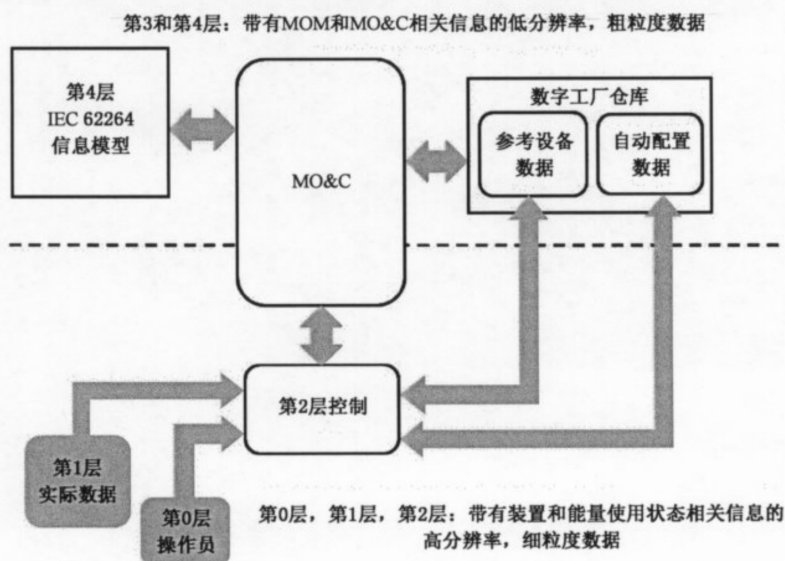 第3和第4层：带有MOM和MO&C相关信息的低分辨率，粗粒度数据
第4层
IEC 62264
信息模型
MO&C
数字工厂仓库
参考设备
数据
自动配置
数据
第2层控制
第1层
实际数据
第0层
操作员
第0层，第1层，第2层：带有装置和能量使用状态相关信息的
高分辨率，细粒度数据